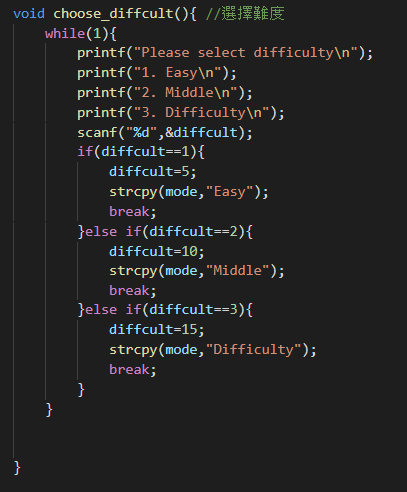 void choose_diffcult(){ //選擇難度
while(1){
printf("Please select difficulty\n");
printf("1. Easy\n");
printf("2. Middle\n");
printf("3. Difficulty\n");
scanf("%d",&diffcult);
if(diffcult==1){
diffcult=5;
strcpy(mode,"Easy");
break;
}else if(diffcult==2){
diffcult=10;
strcpy(mode,"Middle");
break;
}else if(diffcult==3){
diffcult=15;
strcpy(mode,"Difficulty");
break;
}
}
}